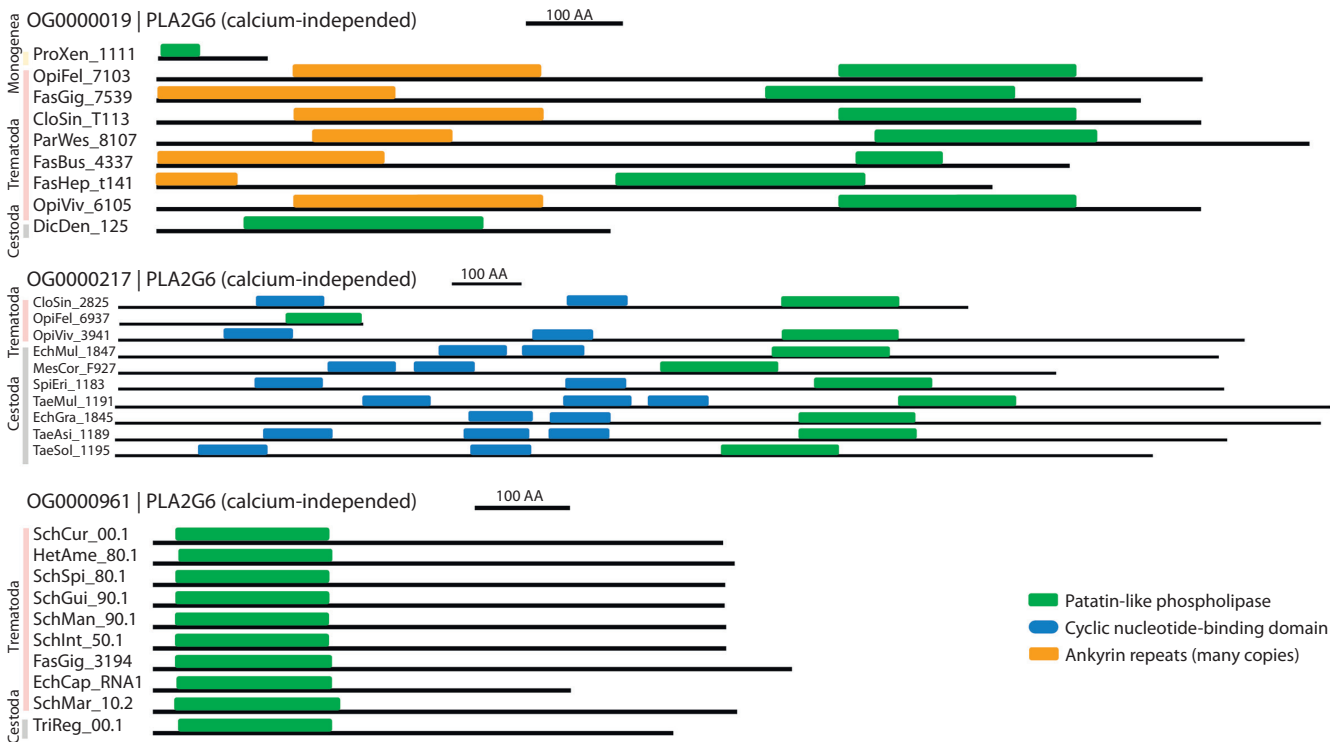 OG0000019 | PLA2G6 (calcium-independed)
100 AA
Monogenea
Trematoda
Cestoda
ProXen_1111
OpiFel_7103
FasGig_7539
CloSin_T113
ParWes_8107
FasBus_4337
FasHep_t141
OpiViv_6105
DicDen_125
OG0000217 | PLA2G6 (calcium-independed)
100 AA
Trematoda
Cestoda
CloSin_2825
OpiFel_6937
OpiViv_3941
EchMul_1847
MesCor_F927
SpiEri_1183
TaeMul_1191
EchGra_1845
TaeAsi_1189
TaeSol_1195
OG0000961 | PLA2G6 (calcium-independed)
100 AA
Trematoda
Cestoda
SchCur_00.1
HetAme_80.1
SchSpi_80.1
SchGui_90.1
SchMan_90.1
SchInt_50.1
FasGig_3194
EchCap_RNA1
SchMar_10.2
TriReg_00.1
Patatin-like phospholipase
Cyclic nucleotide-binding domain
Ankyrin repeats (many copies)